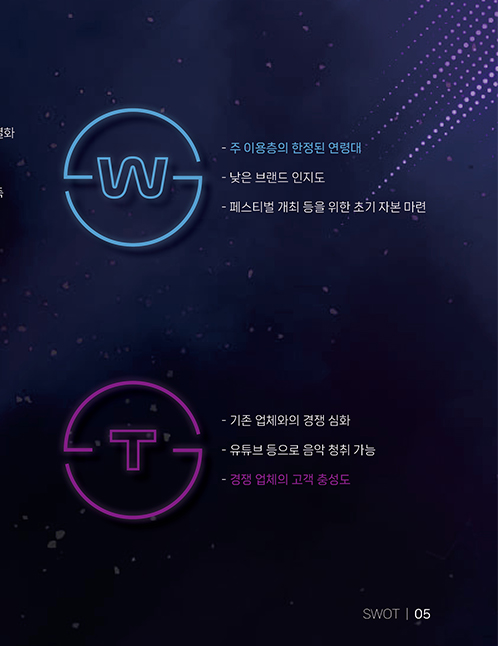 W
- 주 이용층의 한정된 연령대
- 낮은 브랜드 인지도
- 페스티벌 개최 등을 위한 초기 자본 마련
T
- 기존 업체와의 경쟁 심화
- 유튜브 등으로 음악 청취 가능
- 경쟁 업체의 고객 충성도
SWOT | 05